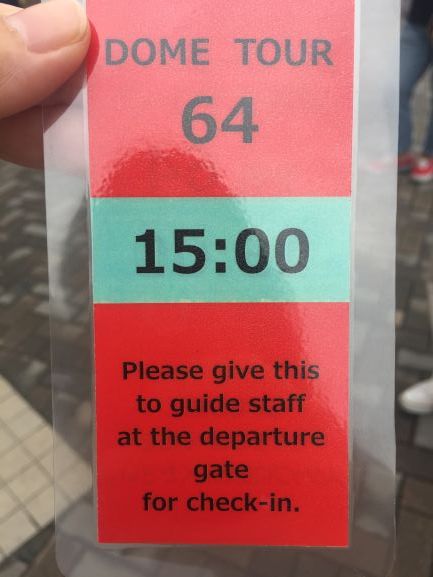 DOME TOUR
64
15:00
Please give this
to guide staff
at the departure
gate
for check-in.